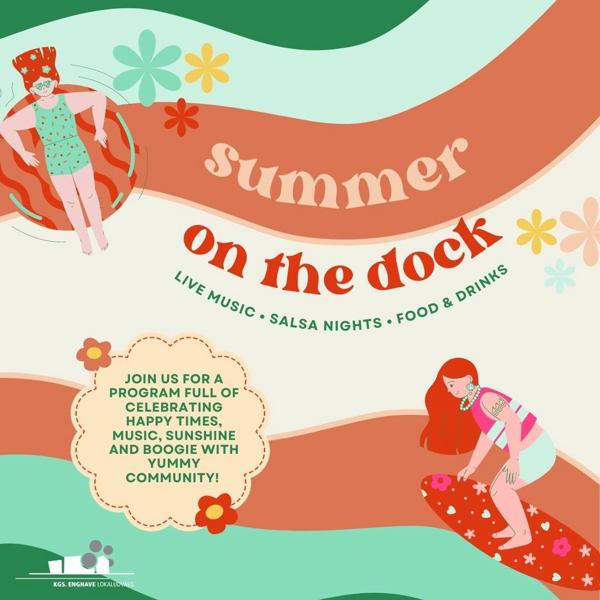 summer
on the dock
LIVE MUSIC • SALSA NIGHTS • FOOD & DRINKS
JOIN US FOR A
PROGRAM FULL OF
CELEBRATING
HAPPY TIMES,
MUSIC, SUNSHINE
AND BOOGIE WITH
YUMMY
COMMUNITY!
KGS. ENGHAVE LOKALUDVALG